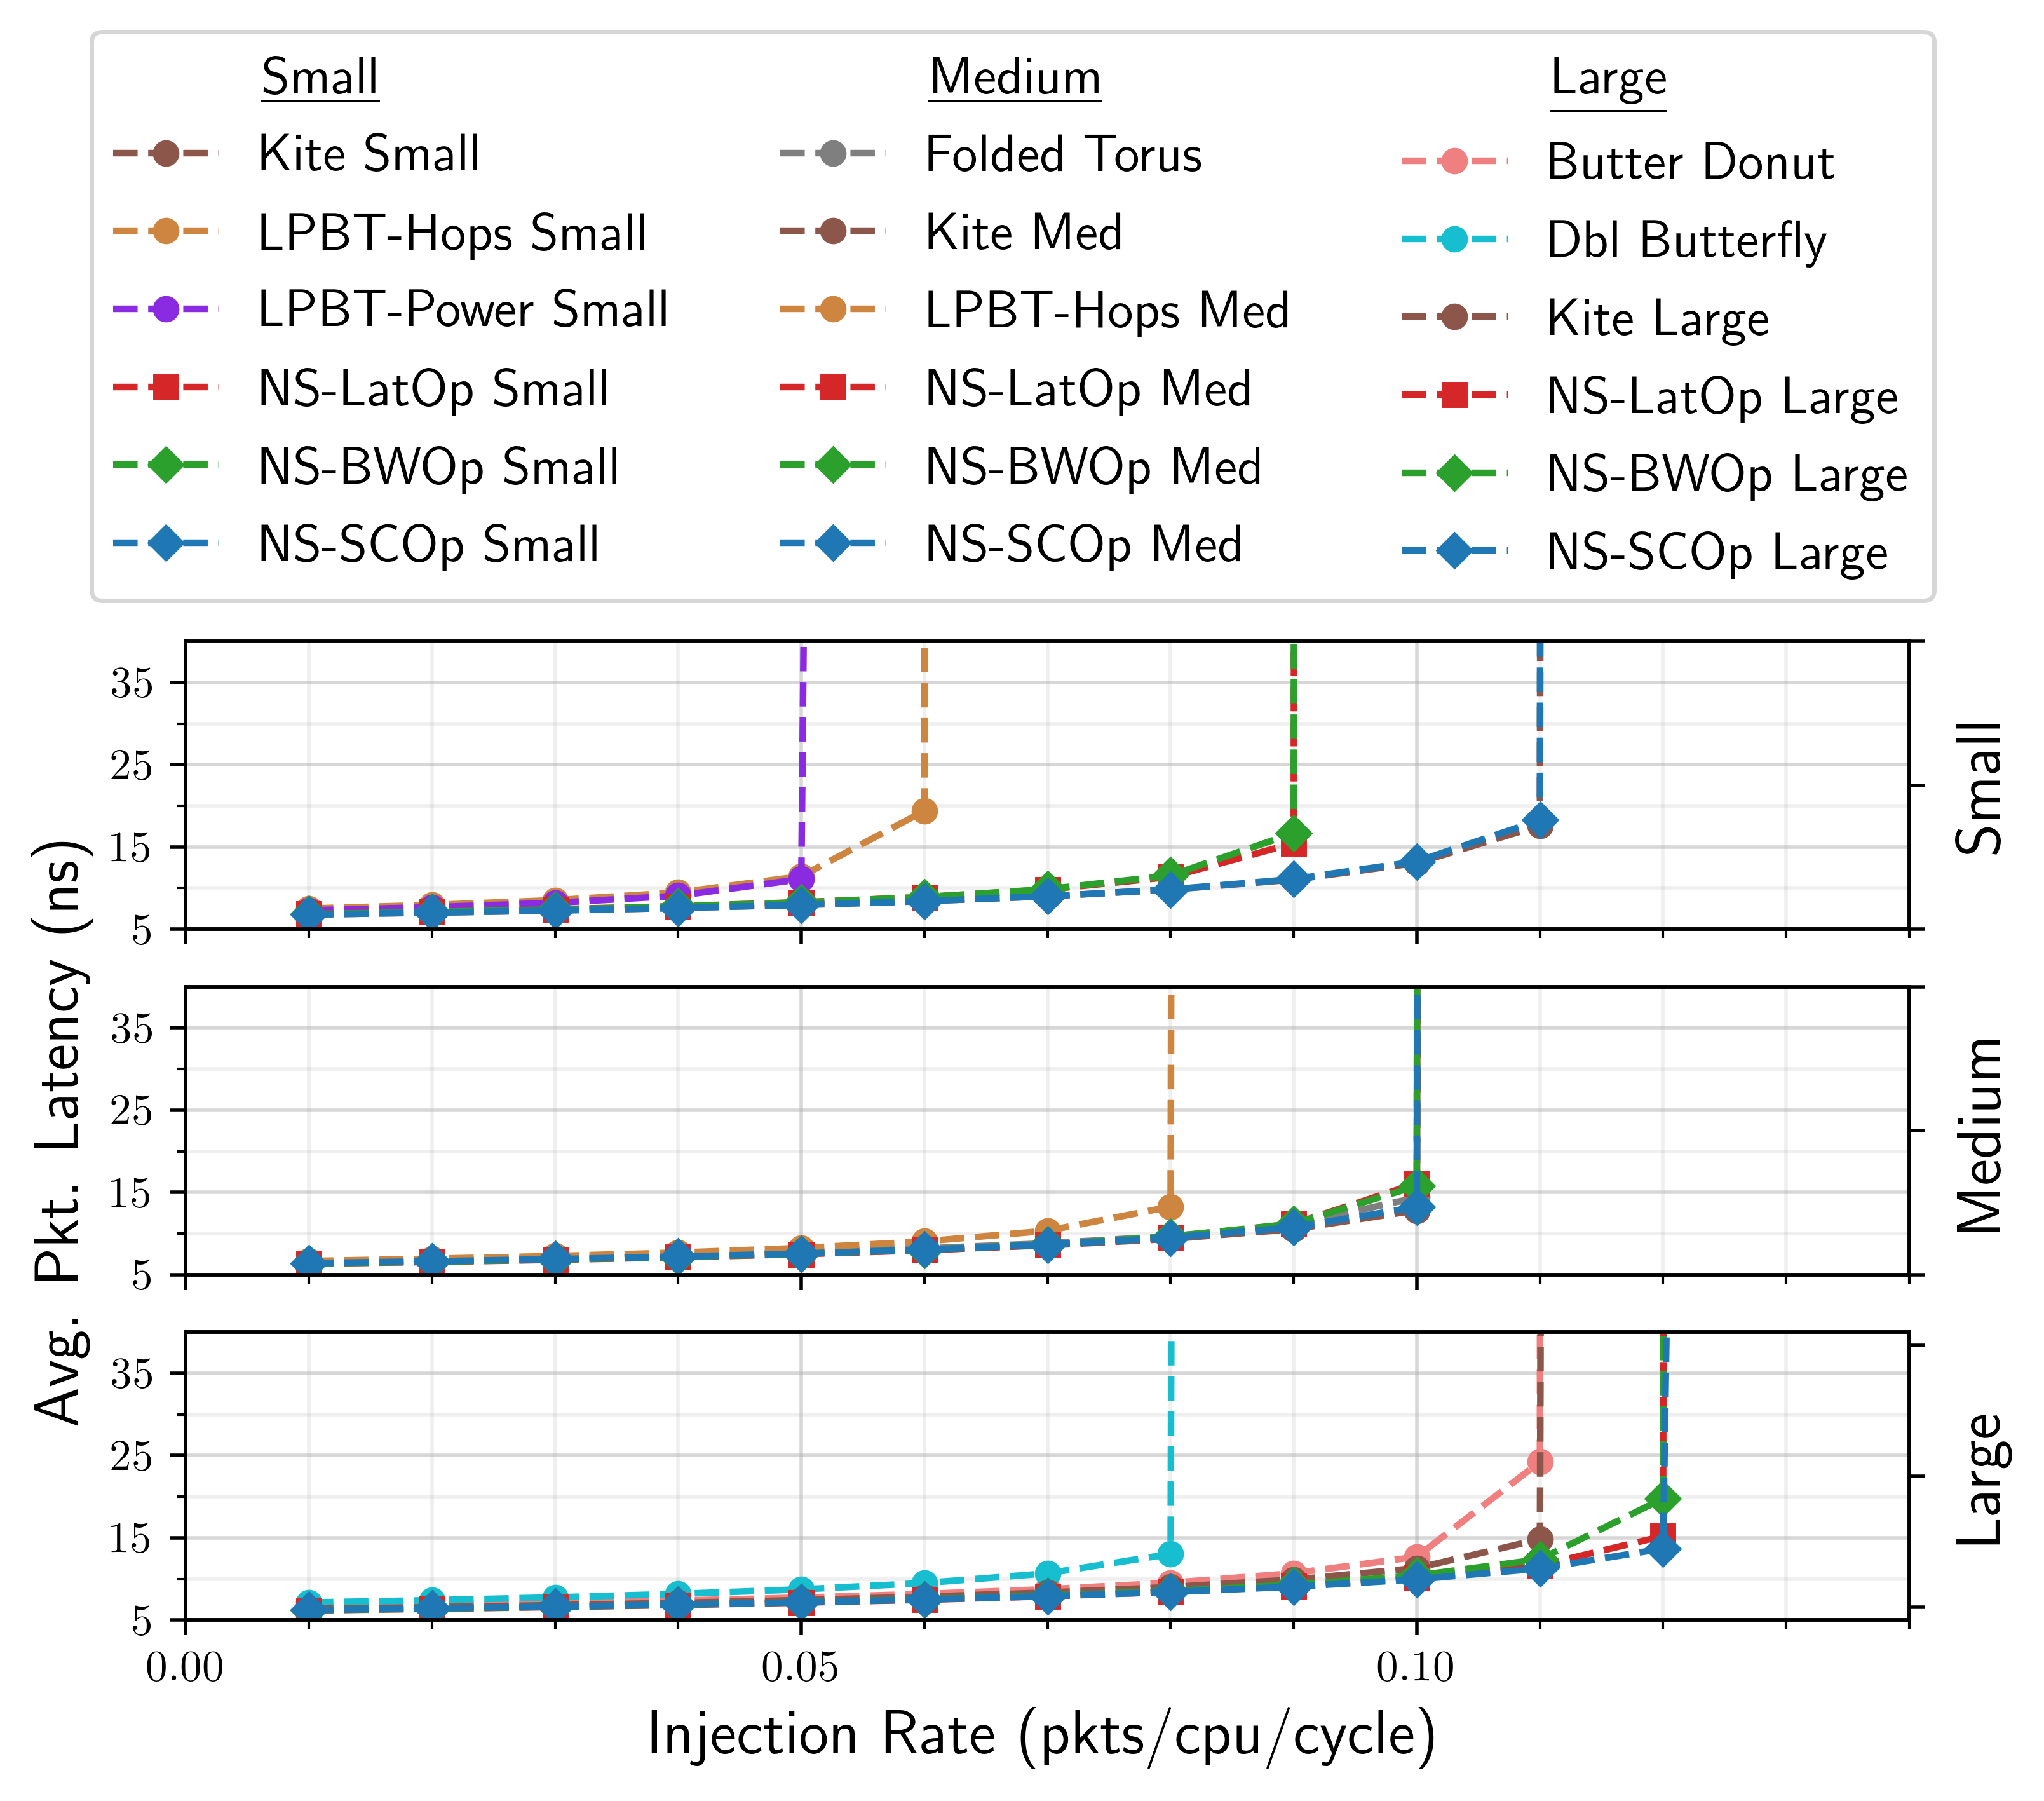 Small
Kite Small
LPBT-Hops Small
LPBT-Power Small
NS-LatOp Small
NS-BWOp Small
NS-SCOp Small
Medium
Folded Torus
Kite Med
LPBT-Hops Med
NS-LatOp Med
NS-BWOp Med
NS-SCOp Med
Large
Butter Donut
Dbl Butterfly
Kite Large
NS-LatOp Large
NS-BWOp Large
NS-SCOp Large
Avg. Pkt. Latency (ns)
35
25
15
5
Small
35
25
15
5
Medium
35
25
15
5
Large
0.00
0.05
0.10
Injection Rate (pkts/cpu/cycle)